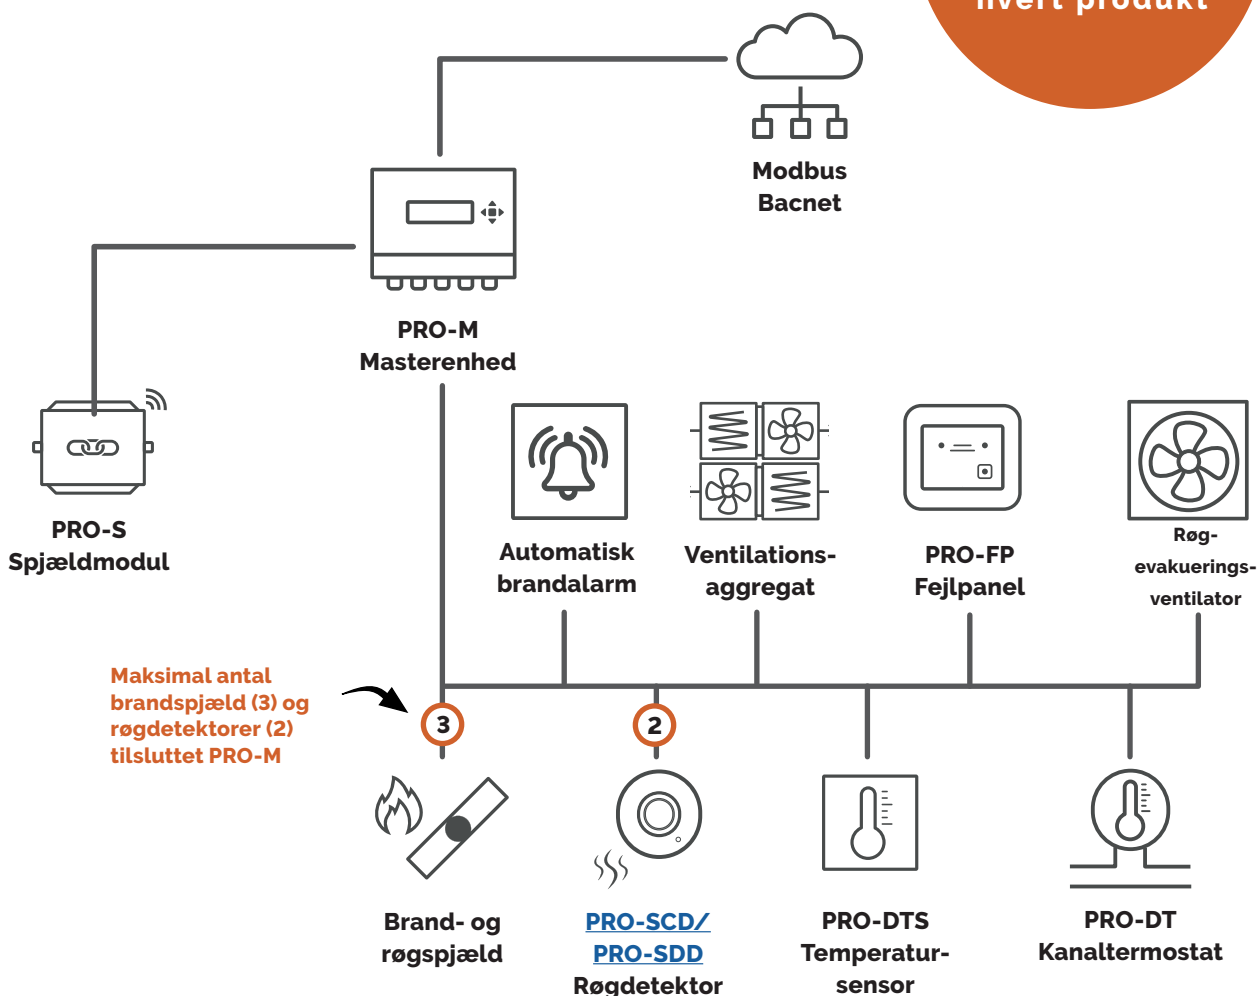 hvert produkt
Modbus
Bacnet
PRO-M
Masterenhed
PRO-S
Spjældmodul
Automatisk
brandalarm
Ventilations-
aggregat
PRO-FP
Fejlpanel
Røg-
evakuerings-
ventilator
Maksimal antal
brandspjæld (3) og
røgdetektorer (2)
tilsluttet PRO-M
3
2
Brand- og
røgspjæld
PRO-SCD/
PRO-SDD
Røgdetektor
PRO-DTS
Temperatur-
sensor
PRO-DT
Kanaltermostat